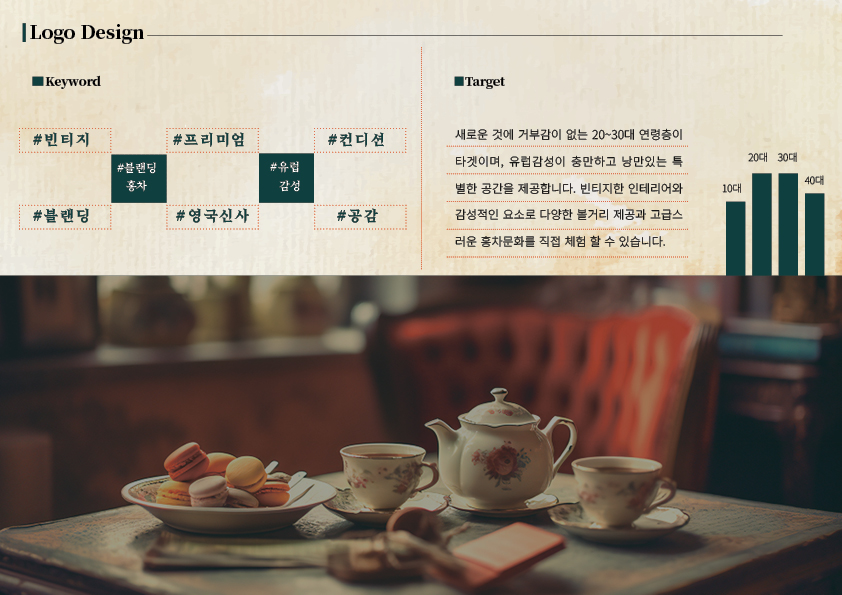 Logo Design
Keyword
#빈티지
#프리미엄
#컨디션
#블랜딩
홍차
#유럽
감성
#블랜딩
#영국신사
#공감
Target
새로운 것에 거부감이 없는 20~30대 연령층이
타겟이며, 유럽감성이 충만하고 낭만있는 특
별한 공간을 제공합니다. 빈티지한 인테리어와
감성적인 요소로 다양한 볼거리 제공과 고급스
러운 홍차문화를 직접 체험 할 수 있습니다.
10대
20대
30대
40대